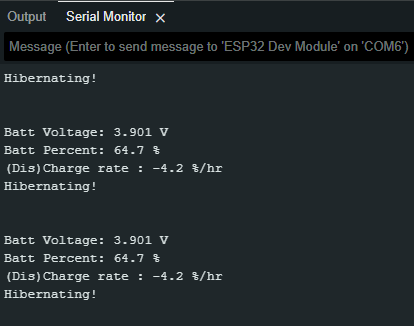 Output Serial Monitor ×
Message (Enter to send message to 'ESP32 Dev Module' on 'COM6')
Hibernating!
Batt Voltage: 3.901 V
Batt Percent: 64.7 %
(Dis)Charge rate : -4.2 %/hr
Hibernating!
Batt Voltage: 3.901 V
Batt Percent: 64.7 %
(Dis)Charge rate : -4.2 %/hr
Hibernating!